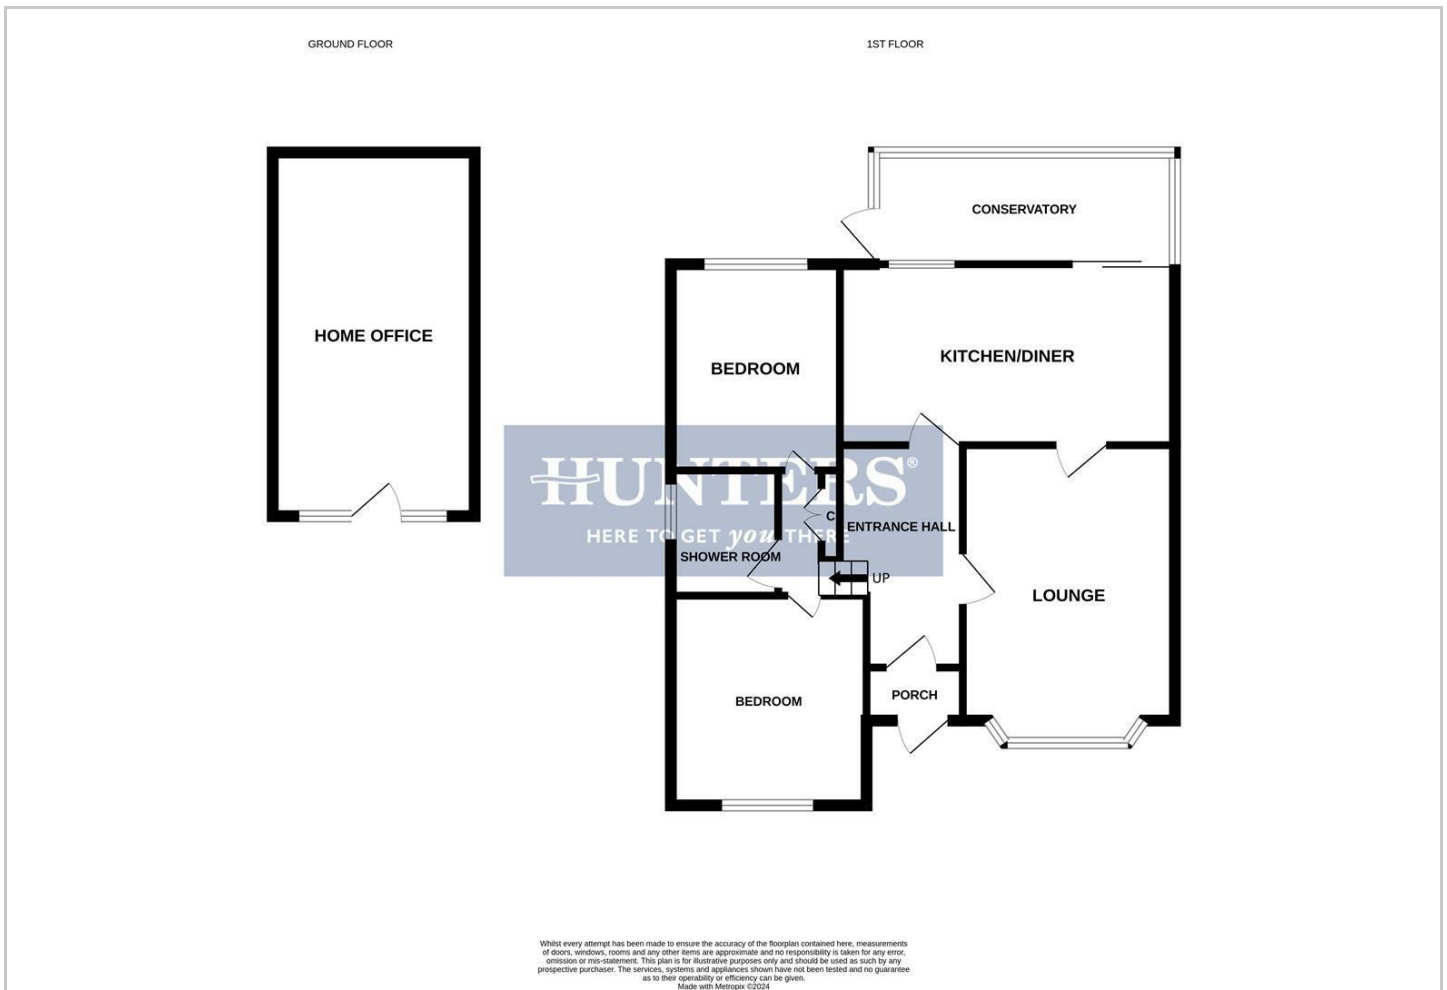 GROUND FLOOR
1ST FLOOR
CONSERVATORY
HOME OFFICE
KITCHEN/DINER
BEDROOM
HUNTERS®
HERE TO GET you THERE
C
ENTRANCE HALL
SHOWER ROOM
UP
LOUNGE
BEDROOM
PORCH
Whilst every attempt has been made to ensure the accuracy of the floorplan contained here, measurements
of doors, windows, rooms and any other items are approximate and no responsibility is taken for any error,
omission or mis-statement. This plan is for illustrative purposes only and should be used as such by any
prospective purchaser. The services, systems and appliances shown have not been tested and no guarantee
as to their operability or efficiency can be given.
Made with Metropix ©2024